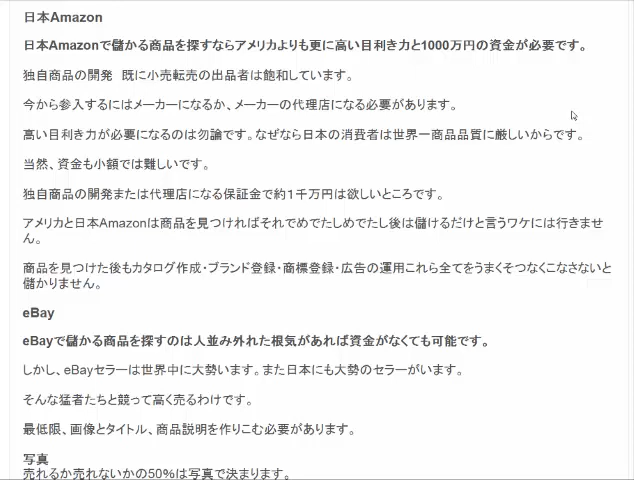 日本Amazon
日本Amazonで儲かる商品を探すならアメリカよりも更に高い目利き力と1000万円の資金が必要です。
独自商品の開発　既に小売転売の出品者は飽和しています。
今から参入するにはメーカーになるか、メーカーの代理店になる必要があります。
高い目利き力が必要になるのは勿論です。なぜなら日本の消費者は世界一商品品質に厳しいからです。
当然、資金も小額では難しいです。
独自商品の開発または代理店になる保証金で約1千万円は欲しいところです。
アメリカと日本Amazonは商品を見つければそれでめでたしめでたし後は儲けるだけと言うワケには行きませ
ん。
商品を見つけた後もカタログ作成・ブランド登録・商標登録・広告の運用これら全てをうまくそつなくこなさないと
儲かりません。
eBay
eBayで儲かる商品を探すのは人並み外れた根気があれば資金がなくても可能です。
しかし、eBayセラーは世界中に大勢います。また日本にも大勢のセラーがいます。
そんな猛者たちと競って高く売るわけです。
最低限、画像とタイトル、商品説明を作りこむ必要があります。
写真
売れるか売れないかの50%は写真で決まります。